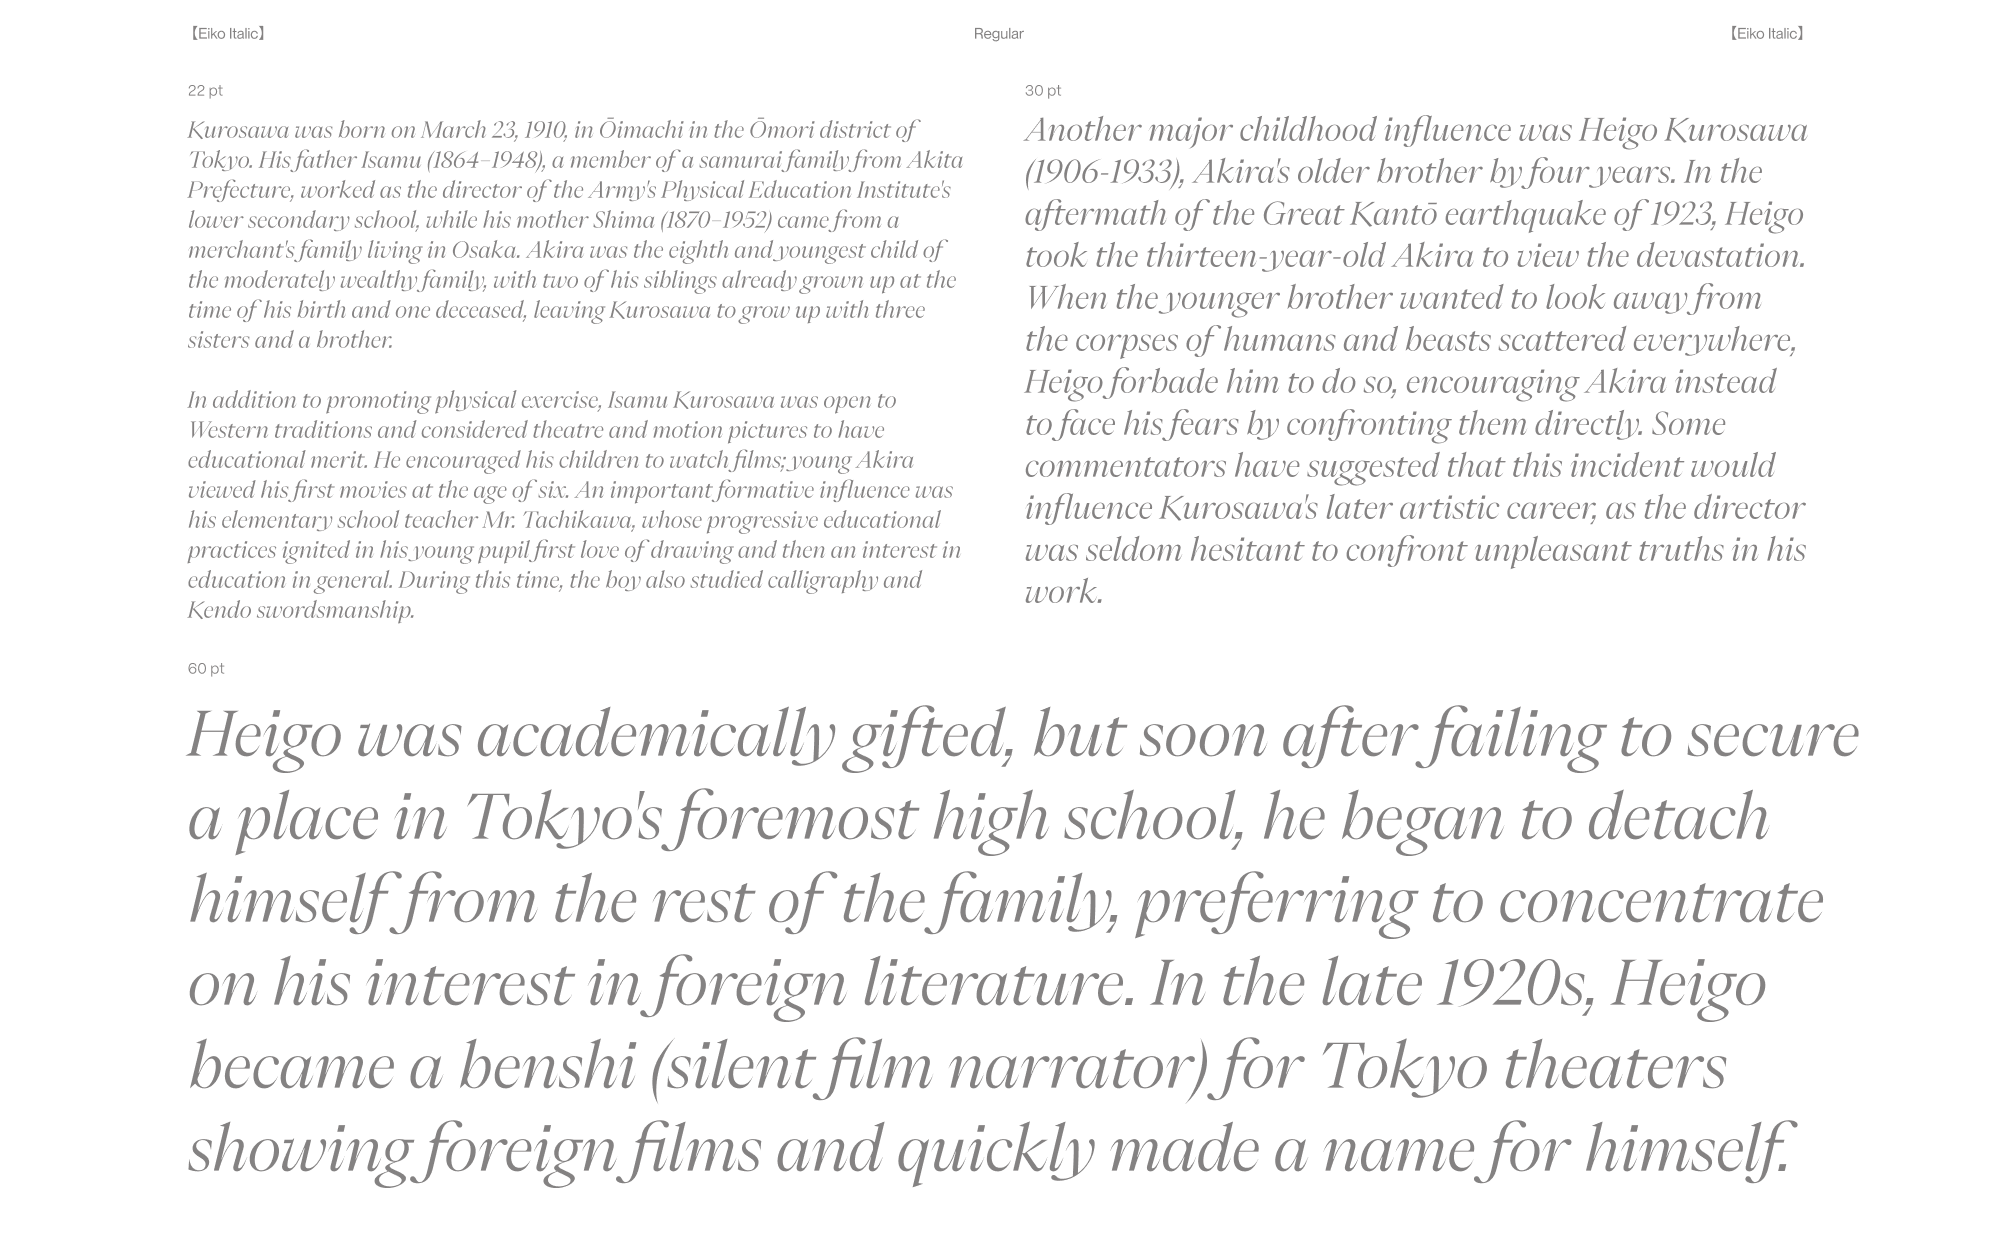 【Eiko Italic】
Regular
【Eiko Italic】
22 pt
Kurosawa was born on March 23, 1910, in Ōimachi in the Ōmori district of
Tokyo. His father Isamu (1864–1948), a member of a samurai family from Akita
Prefecture, worked as the director of the Army's Physical Education Institute's
lower secondary school, while his mother Shima (1870–1952) came from a
merchant's family living in Osaka. Akira was the eighth and youngest child of
the moderately wealthy family, with two of his siblings already grown up at the
time of his birth and one deceased, leaving Kurosawa to grow up with three
sisters and a brother.
In addition to promoting physical exercise, Isamu Kurosawa was open to
Western traditions and considered theatre and motion pictures to have
educational merit. He encouraged his children to watch films; young Akira
viewed his first movies at the age of six. An important formative influence was
his elementary school teacher Mr. Tachikawa, whose progressive educational
practices ignited in his young pupil first love of drawing and then an interest in
education in general. During this time, the boy also studied calligraphy and
Kendo swordsmanship.
30 pt
Another major childhood influence was Heigo Kurosawa
(1906-1933), Akira's older brother by four years. In the
aftermath of the Great Kantō earthquake of 1923, Heigo
took the thirteen-year-old Akira to view the devastation.
When the younger brother wanted to look away from
the corpses of humans and beasts scattered everywhere,
Heigo forbade him to do so, encouraging Akira instead
to face his fears by confronting them directly. Some
commentators have suggested that this incident would
influence Kurosawa's later artistic career, as the director
was seldom hesitant to confront unpleasant truths in his
work.
60 pt
Heigo was academically gifted, but soon after failing to secure
a place in Tokyo's foremost high school, he began to detach
himself from the rest of the family, preferring to concentrate
on his interest in foreign literature. In the late 1920s, Heigo
became a benshi (silent film narrator) for Tokyo theaters
showing foreign films and quickly made a name for himself.